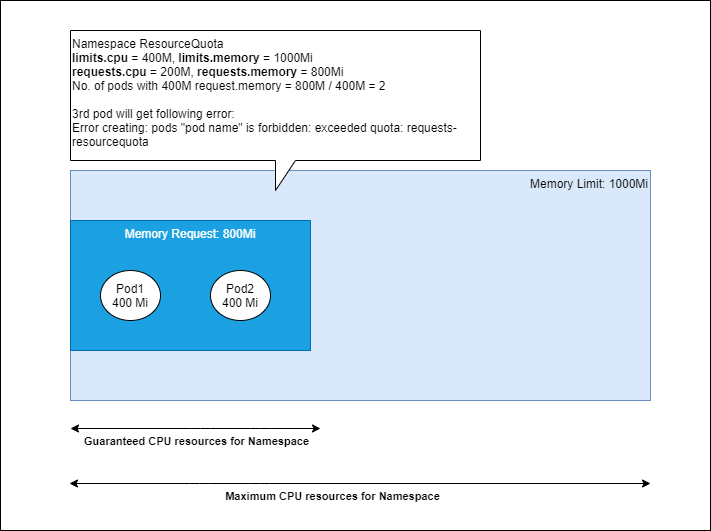 Namespace ResourceQuota
limits.cpu = 400M, limits.memory = 1000Mi
requests.cpu = 200M, requests.memory = 800Mi
No. of pods with 400M request.memory = 800M / 400M = 2
3rd pod will get following error:
Error creating: pods "pod name" is forbidden: exceeded quota: requests-
resourcequota
Memory Limit: 1000Mi
Memory Request: 800Mi
Pod1
400 Mi
Pod2
400 Mi
Guaranteed CPU resources for Namespace
Maximum CPU resources for Namespace